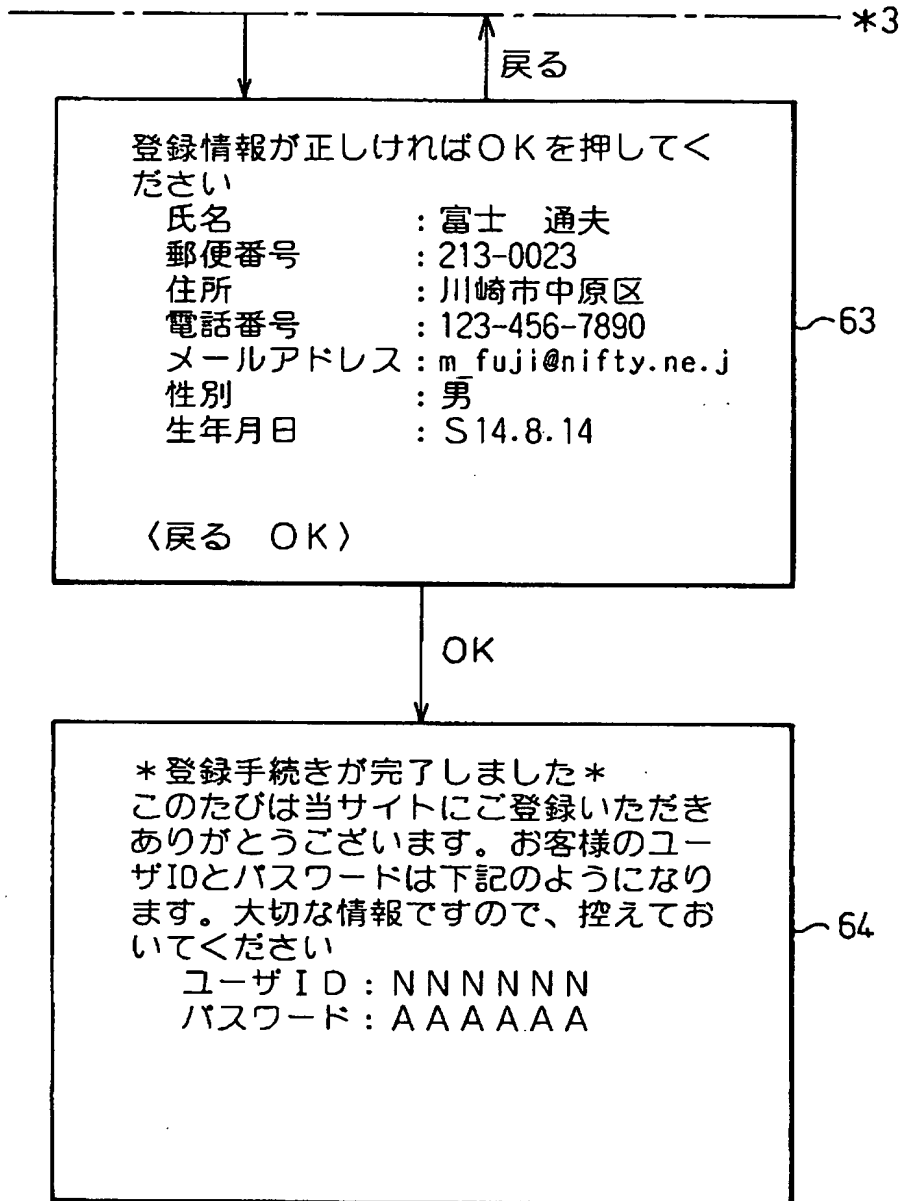 *3
戻る
登録情報が正しければOKを押してく
ださい
氏名 : 富士 通夫
郵便番号 : 213-0023
住所 : 川崎市中原区
電話番号 : 123-456-7890
メールアドレス : m_fuji@nifty.ne.j
性別 : 男
生年月日 : S14.8.14
〈戻る OK〉
63
OK
*登録手続きが完了しました*
このたびは当サイトにご登録いただき
ありがとうございます。お客様のユー
ザIDとパスワードは下記のようになり
ます。大切な情報ですので、控えてお
いてください
ユーザID : NNNNNN
パスワード : AAAAAA
64